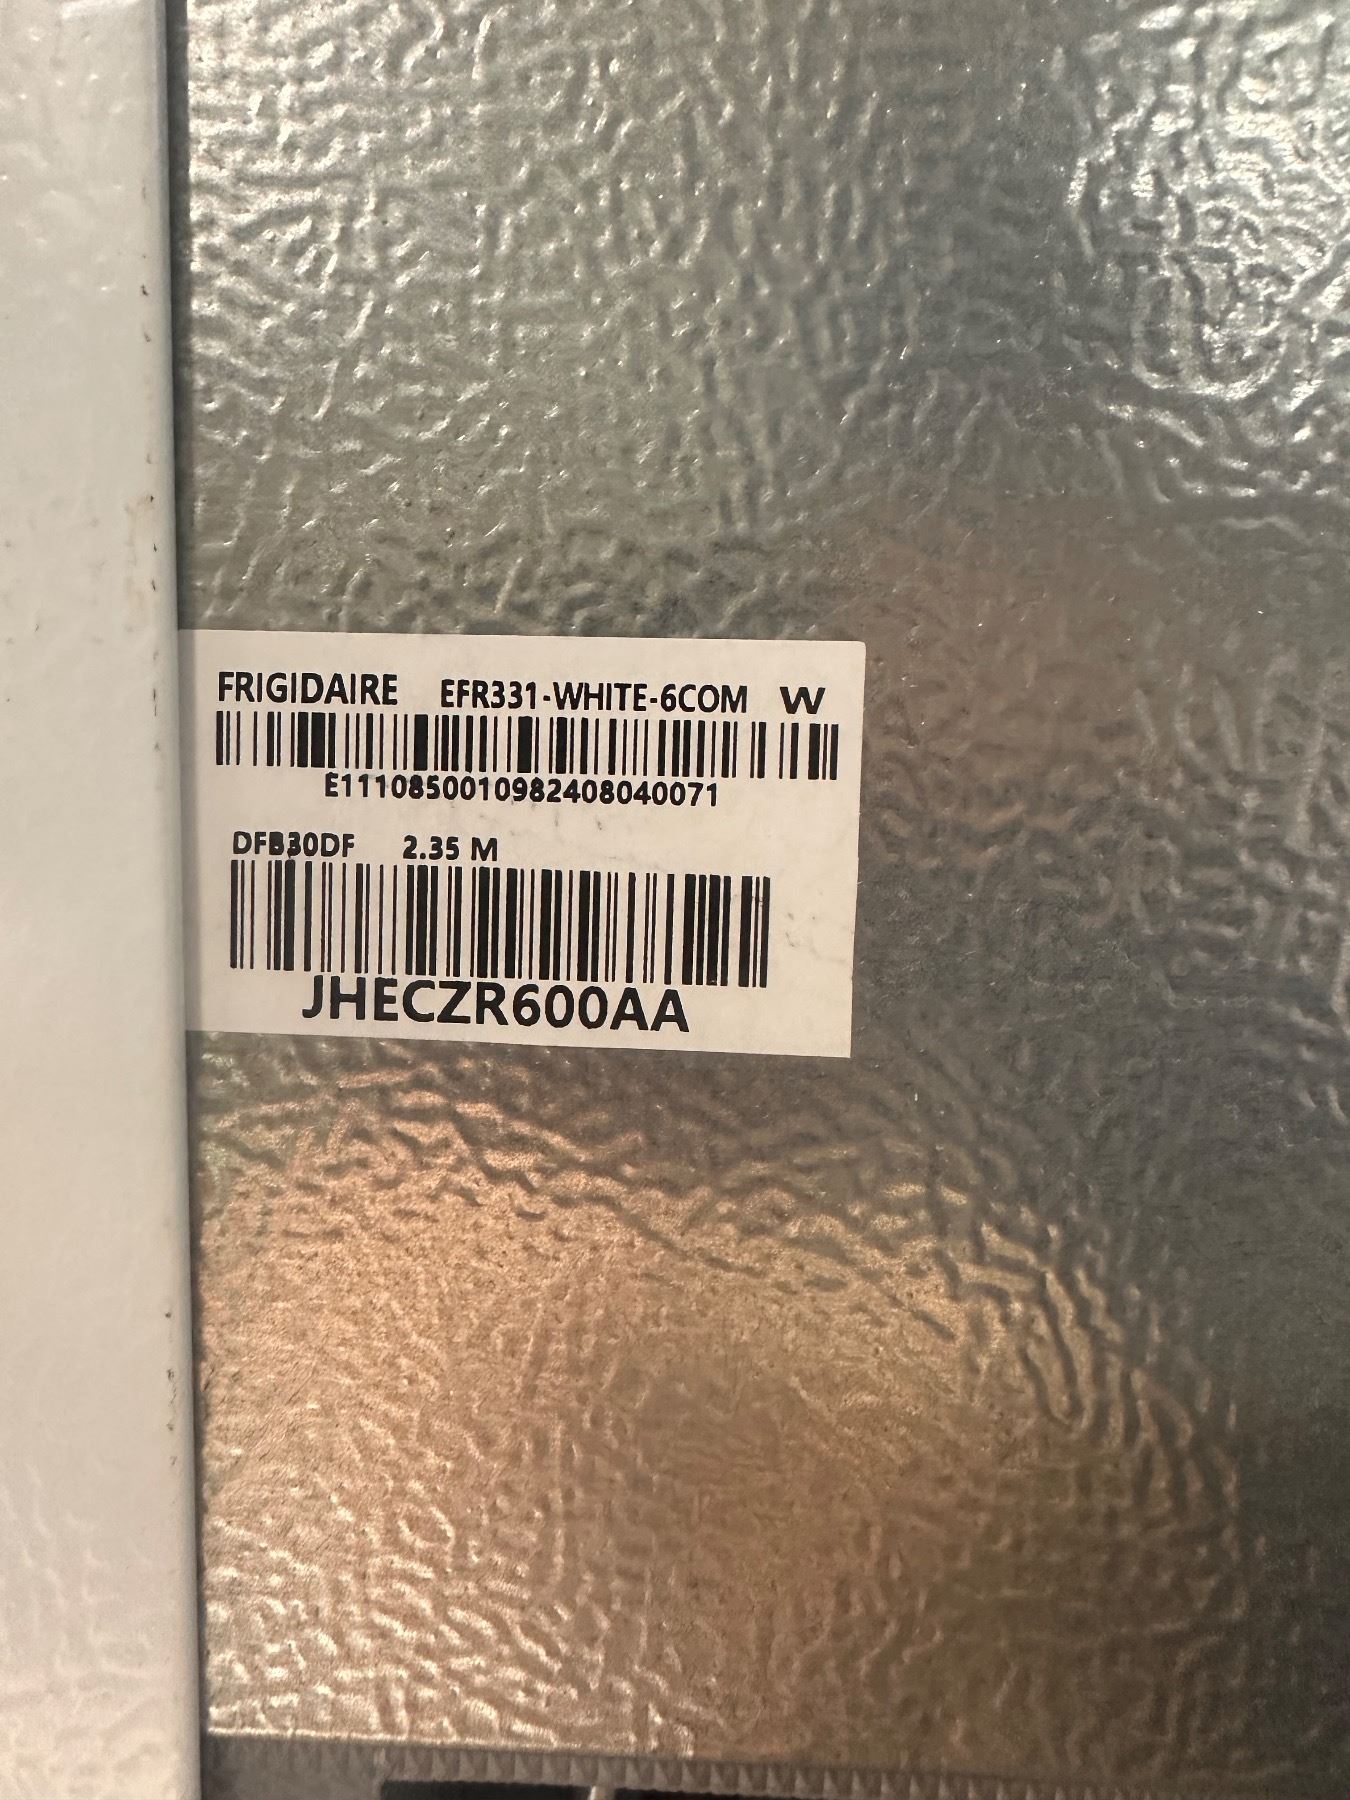 FRIGIDAIRE EFR331-WHITE-6COM W
E1110850010982408040071
DFB30DF 2.35 M
JHECZR600AA